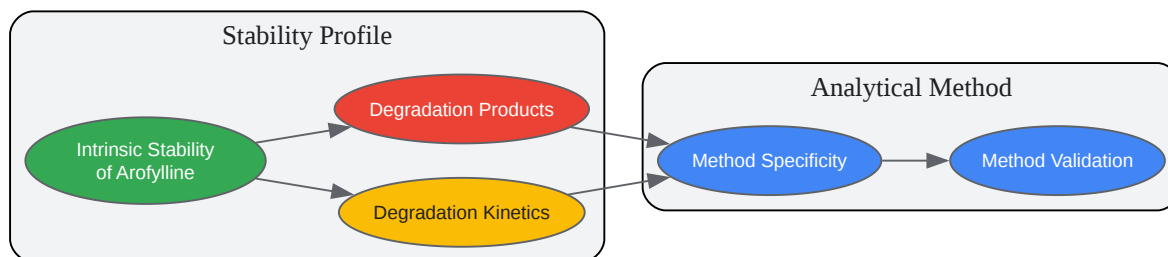 Stability Profile
Intrinsic Stability
of Arofylline
Degradation Products
Degradation Kinetics
Analytical Method
Method Specificity
Method Validation